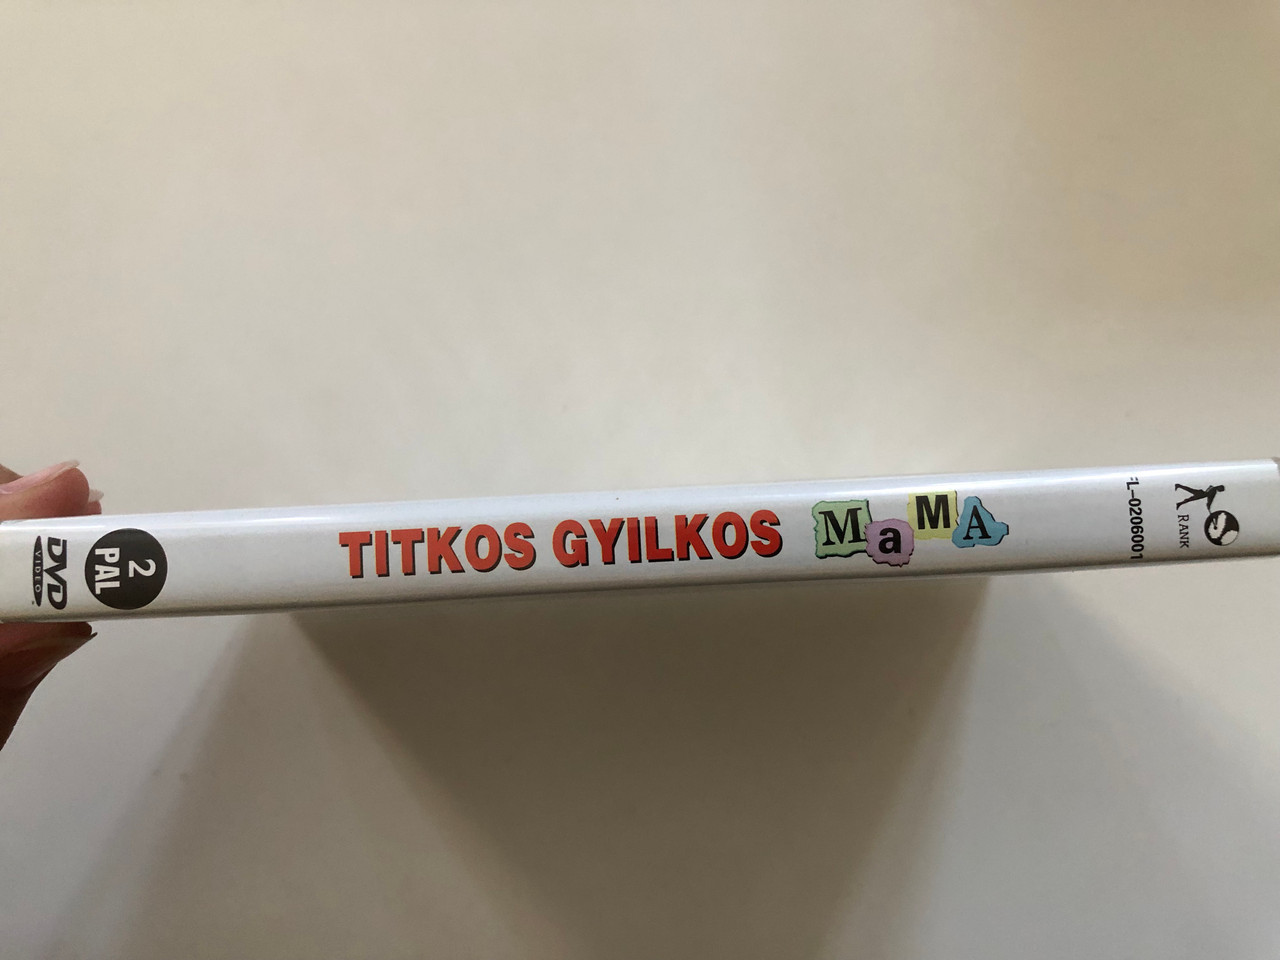 DVD
VIDEO
2
PAL
TITKOS GYILKOS MaMA
L-0206001
RANK